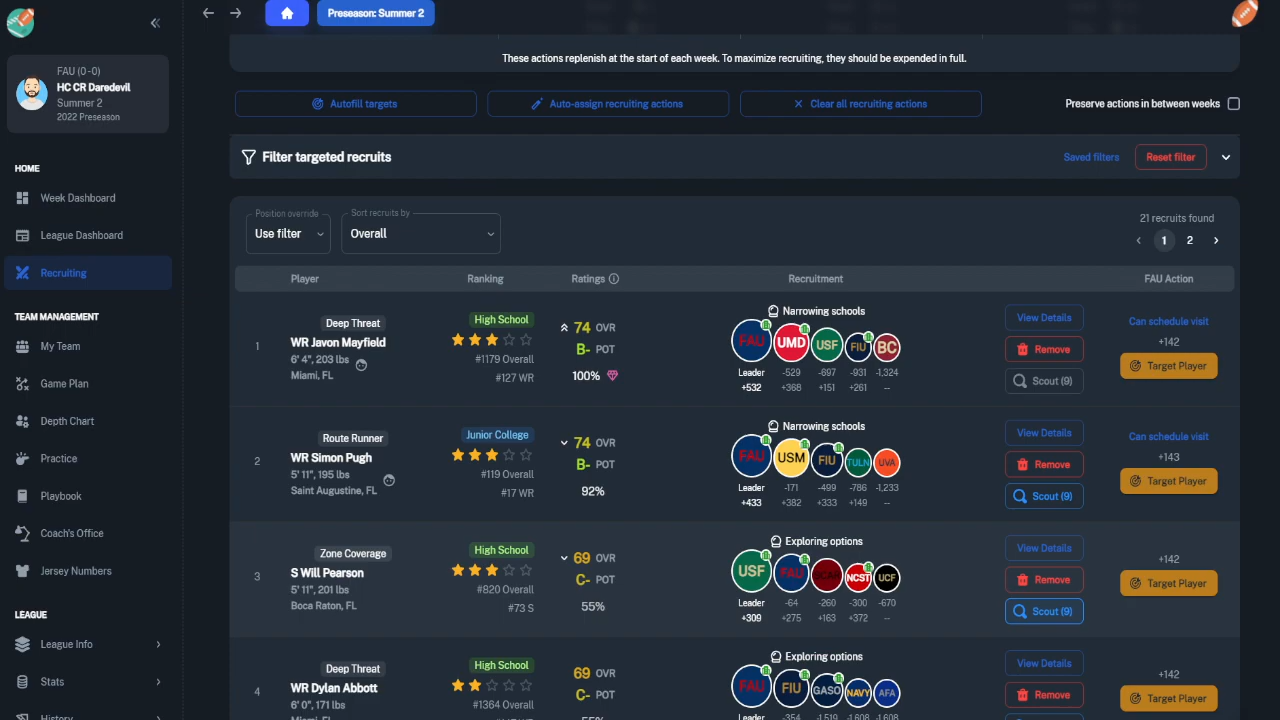 Preseason: Summer 2
FAU (0-0)
HC CR Daredevil
Summer 2
2022 Preseason
HOME
Week Dashboard
League Dashboard
Recruiting
TEAM MANAGEMENT
My Team
Game Plan
Depth Chart
Practice
Playbook
Coach's Office
Jersey Numbers
LEAGUE
League Info
Stats
History
These actions replenish at the start of each week. To maximize recruiting, they should be expended in full.
Autofill targets
Auto-assign recruiting actions
Clear all recruiting actions
Preserve actions in between weeks
Filter targeted recruits
Saved filters
Reset filter
Position override
Use filter
Sort recruits by
Overall
21 recruits found
1 2
Player Ranking Ratings Recruitment FAU Action
1
Deep Threat
WR Javon Mayfield
6' 4", 203 lbs
Miami, FL
High School
#1179 Overall
#127 WR
74 OVR
B- POT
100%
Narrowing schools
FAU UMD USF FIU BC
Leader -529 -697 -931 -1,324
+532 +368 +151 +261 --
View Details
Remove
Scout (9)
Can schedule visit
+142
Target Player
2
Route Runner
WR Simon Pugh
5' 11", 195 lbs
Saint Augustine, FL
Junior College
#119 Overall
#17 WR
74 OVR
B- POT
92%
Narrowing schools
FAU USM FIU TULN UVA
Leader -171 -499 -786 -1,233
+433 +382 +333 +149 --
View Details
Remove
Scout (9)
Can schedule visit
+143
Target Player
3
Zone Coverage
S Will Pearson
5' 11", 201 lbs
Boca Raton, FL
High School
#820 Overall
#73 S
69 OVR
C- POT
55%
Exploring options
USF FAU SCAR NCST UCF
Leader -64 -260 -300 -670
+309 +275 +163 +372 --
View Details
Remove
Scout (9)
+142
Target Player
4
Deep Threat
WR Dylan Abbott
6' 0", 171 lbs
High School
#1364 Overall
69 OVR
C- POT
Exploring options
FAU FIU GASO NAVY AFA
View Details
Remove
+142
Target Player